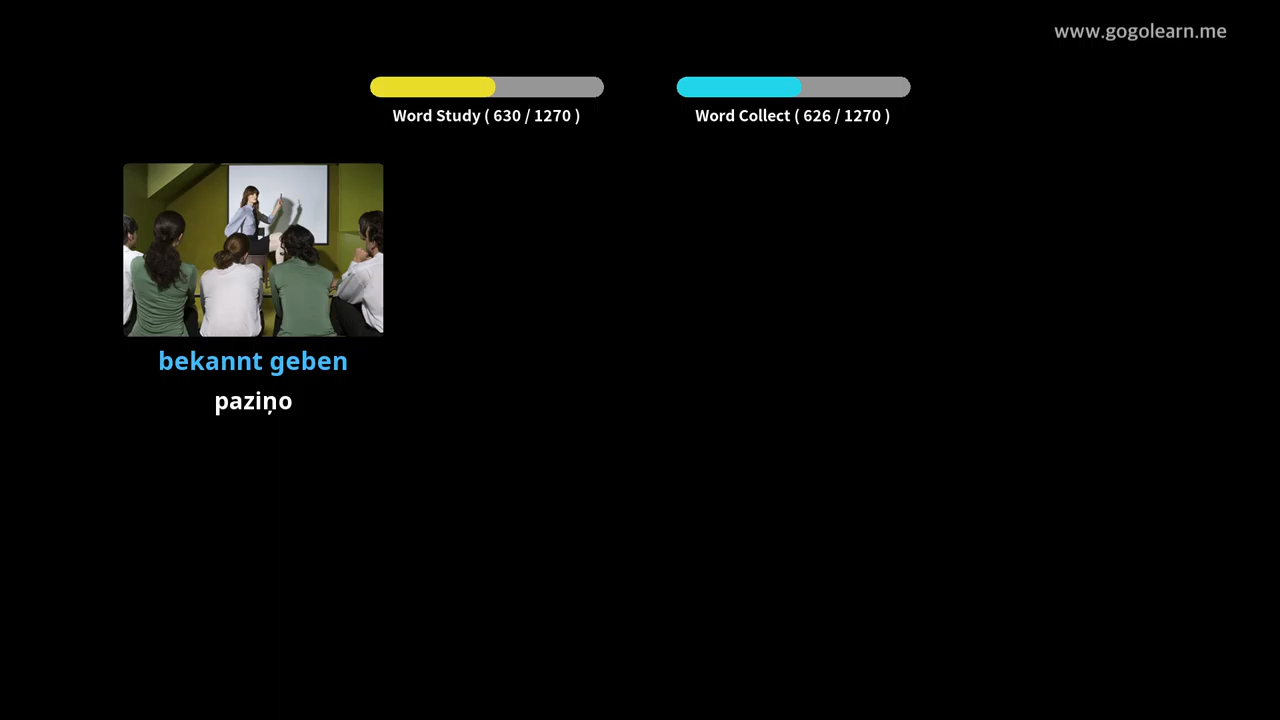 www.gogolearn.me
Word Study ( 630 / 1270 )
Word Collect ( 626 / 1270 )
bekannt geben
paziņo